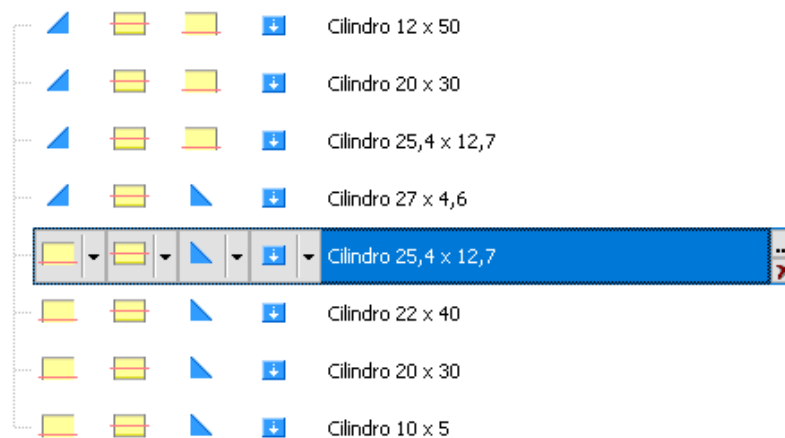 Cilindro 12 x 50
Cilindro 20 x 30
Cilindro 25,4 x 12,7
Cilindro 27 x 4,6
Cilindro 25,4 x 12,7
Cilindro 22 x 40
Cilindro 20 x 30
Cilindro 10 x 5